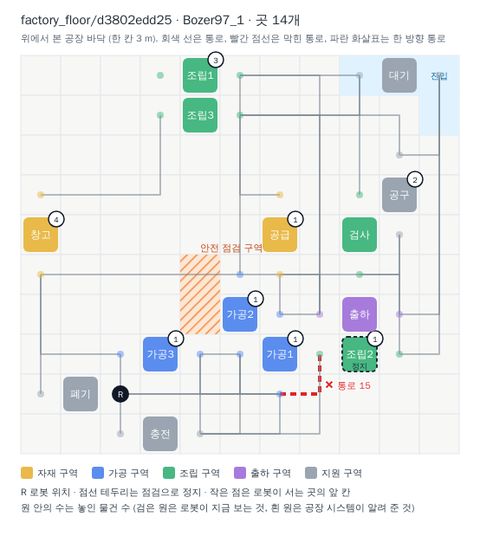 factory_floor/d3802edd25 · Bozer97_1 · 곳 14개
위에서 본 공장 바닥 (한 칸 3 m). 회색 선은 통로, 빨간 점선은 막힌 통로, 파란 화살표는 한 방향 통로
조립1 3
대기
조립3
공구 2
창고 4
공급 1
검사
안전 점검 구역
가공2 1
출하
가공3 1
가공1 1
조립2 1
정지
통로 15
폐기
R
충전
자재 구역
가공 구역
조립 구역
출하 구역
지원 구역
R 로봇 위치 · 점선 테두리는 점검으로 정지 · 작은 점은 로봇이 서는 곳의 앞 칸
원 안의 수는 놓인 물건 수 (검은 원은 로봇이 지금 보는 것, 흰 원은 공장 시스템이 알려 준 것)